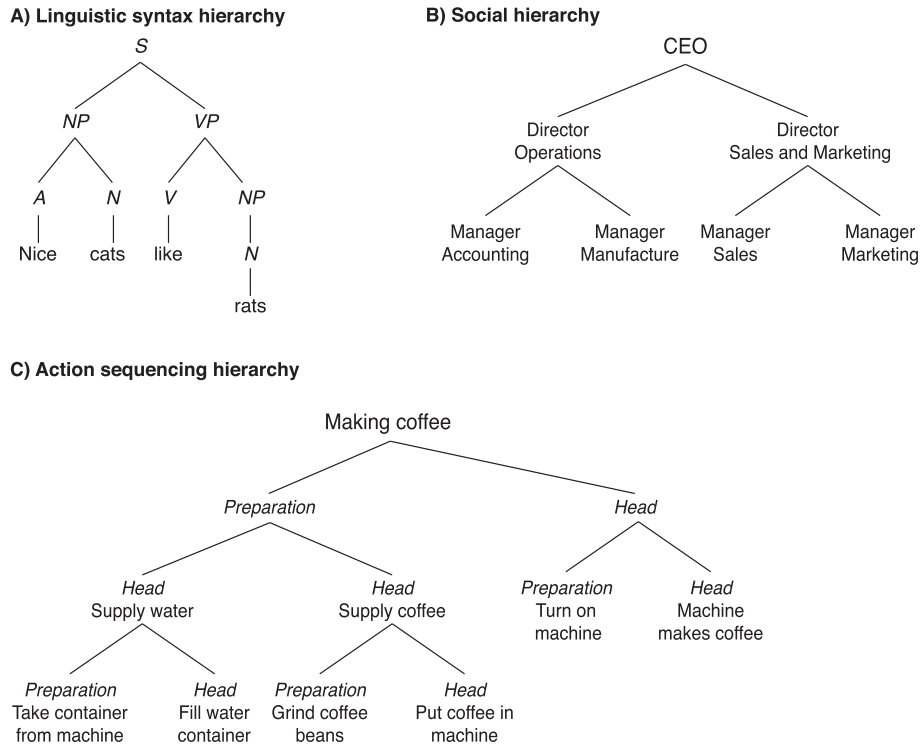 A) Linguistic syntax hierarchy
S
NP VP
A N V NP
Nice cats like N
rats
B) Social hierarchy
CEO
Director Director
Operations Sales and Marketing
Manager Manager Manager Manager
Accounting Manufacture Sales Marketing
C) Action sequencing hierarchy
Making coffee
Preparation Head
Head Head Preparation Head
Supply water Supply coffee Turn on Machine
machine makes coffee
Preparation Head Preparation Head
Take container Fill water Grind coffee Put coffee in
from machine container beans machine